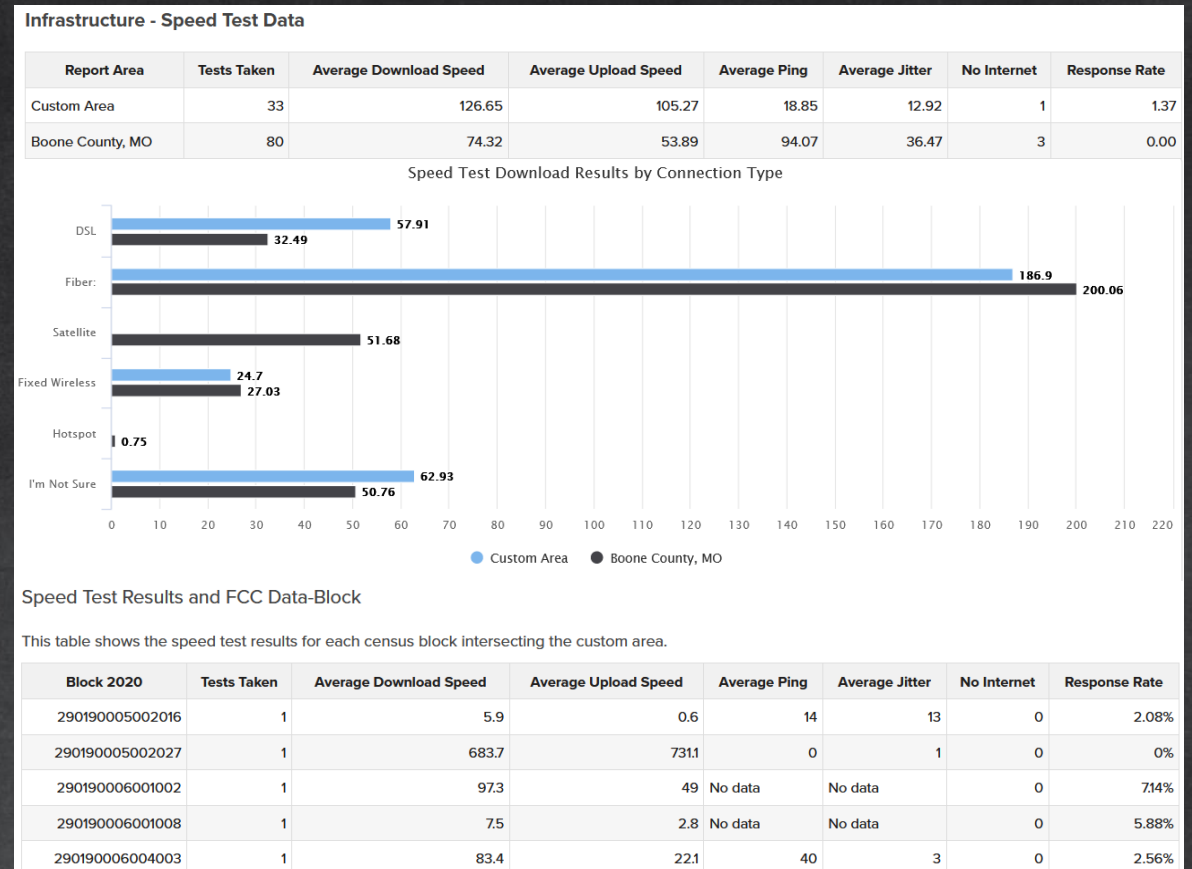 Infrastructure - Speed Test Data
Report Area Tests Taken Average Download Speed Average Upload Speed Average Ping Average Jitter No Internet Response Rate
Custom Area 33 126.65 105.27 18.85 12.92 1 1.37
Boone County, MO 80 74.32 53.89 94.07 36.47 3 0.00
Speed Test Download Results by Connection Type
DSL 57.91
32.49
Fiber: 186.9
200.06
Satellite 51.68
Fixed Wireless 24.7
27.03
Hotspot 0.75
I'm Not Sure 62.93
50.76
0 10 20 30 40 50 60 70 80 90 100 110 120 130 140 150 160 170 180 190 200 210 220
Custom Area Boone County, MO
Speed Test Results and FCC Data-Block
This table shows the speed test results for each census block intersecting the custom area.
Block 2020 Tests Taken Average Download Speed Average Upload Speed Average Ping Average Jitter No Internet Response Rate
290190005002016 1 5.9 0.6 14 13 0 2.08%
290190005002027 1 683.7 731.1 0 1 0 0%
290190006001002 1 97.3 49 No data No data 0 7.14%
290190006001008 1 7.5 2.8 No data No data 0 5.88%
290190006004003 1 83.4 22.1 40 3 0 2.56%